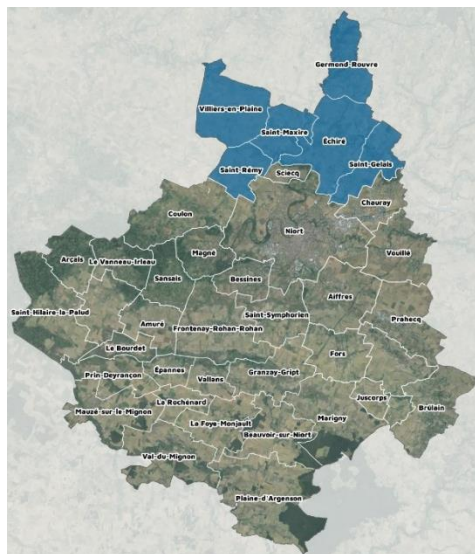 Germond-Rouvre
Villiers-en-Plaine
Saint-Maxire
Échiré
Saint-Gelais
Saint-Rémy
Sciecq
Chauray
Coulon
Niort
Magné
Vouillé
Arçais
Le Vanneau-Irleau
Sansais
Bessines
Aiffres
Saint-Hilaire-la-Palud
Saint-Symphorien
Prahecq
Amuré
Frontenay-Rohan-Rohan
Le Bourdet
Fors
Prin-Deyrançon
Épannes
Vallans
Granzay-Gript
Juscorps
Brûlain
Mauzé-sur-le-Mignon
La Rochénard
Marigny
La Foye-Monjault
Beauvoir-sur-Niort
Val-du-Mignon
Plaine-d'Argenson